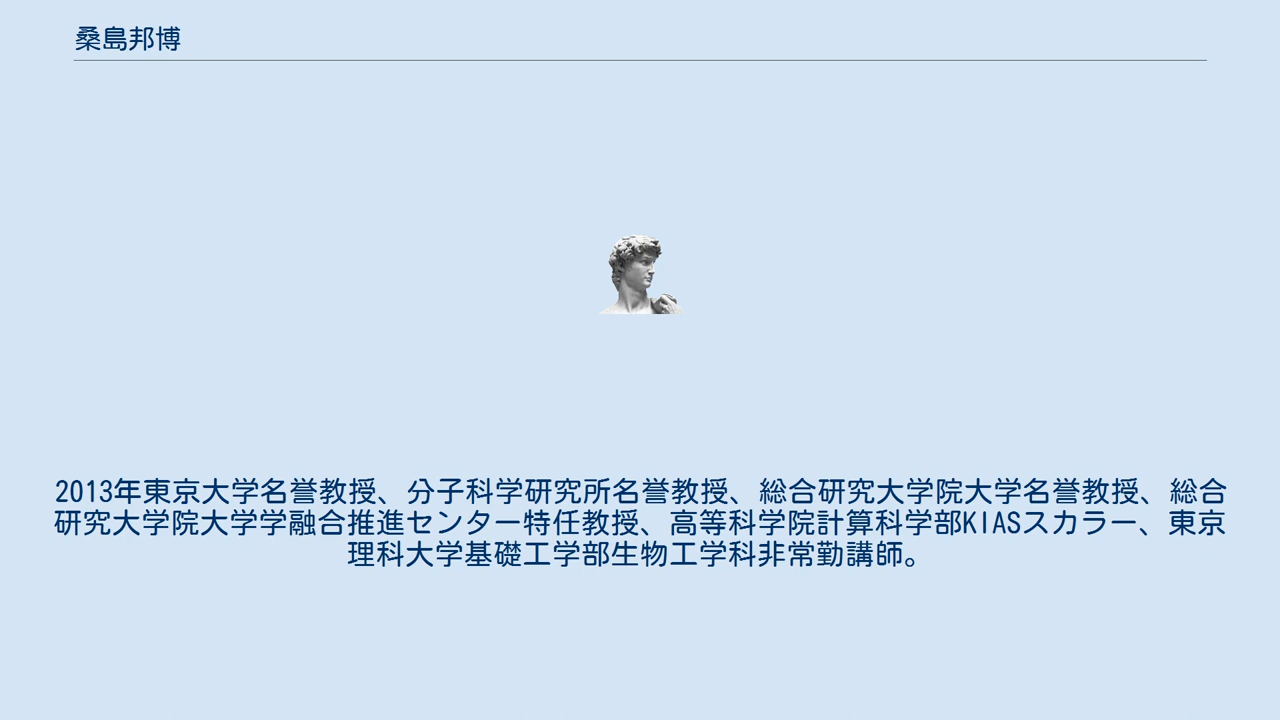 桑島邦博
2013年東京大学名誉教授、分子科学研究所名誉教授、総合研究大学院大学名誉教授、総合
研究大学院大学学融合推進センター特任教授、高等科学院計算科学部KIASスカラー、東京
理科大学基礎工学部生物工学科非常勤講師。